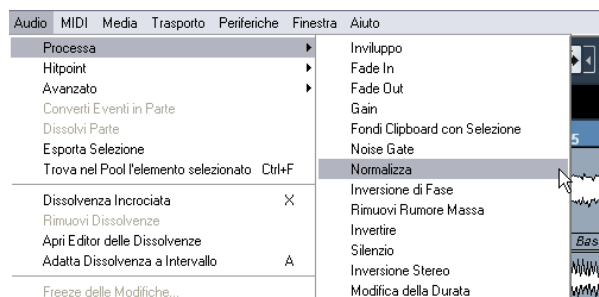 Audio MIDI Media Trasporto Periferiche Finestra Aiuto
Processa
Hitpoint
Avanzato
Converti Eventi in Parte
Dissolvi Parte
Esporta Selezione
Trova nel Pool l'elemento selezionato Ctrl+F
Dissolvenza Incrociata X
Rimuovi Dissolvenze
Apri Editor delle Dissolvenze
Adatta Dissolvenza a Intervallo A
Freeze delle Modifiche...
Inviluppo
Fade In
Fade Out
Gain
Fondi Clipboard con Selezione
Noise Gate
Normalizza
Inversione di Fase
Rimuovi Rumore Massa
Invertire
Silenzio
Inversione Stereo
Modifica della Durata
5
Bas